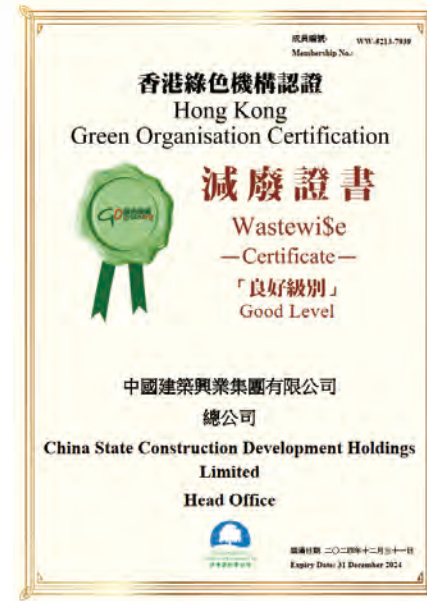 成員編號:
Membership No.:
WW-8213-7930
香港綠色機構認證
Hong Kong
Green Organisation Certification
減廢證書
Wastewi$e
—Certificate—
「良好級別」
Good Level
中國建築興業集團有限公司
總公司
China State Construction Development Holdings
Limited
Head Office
屆滿日期 二〇二四年十二月三十一日
Expiry Date: 31 December 2024